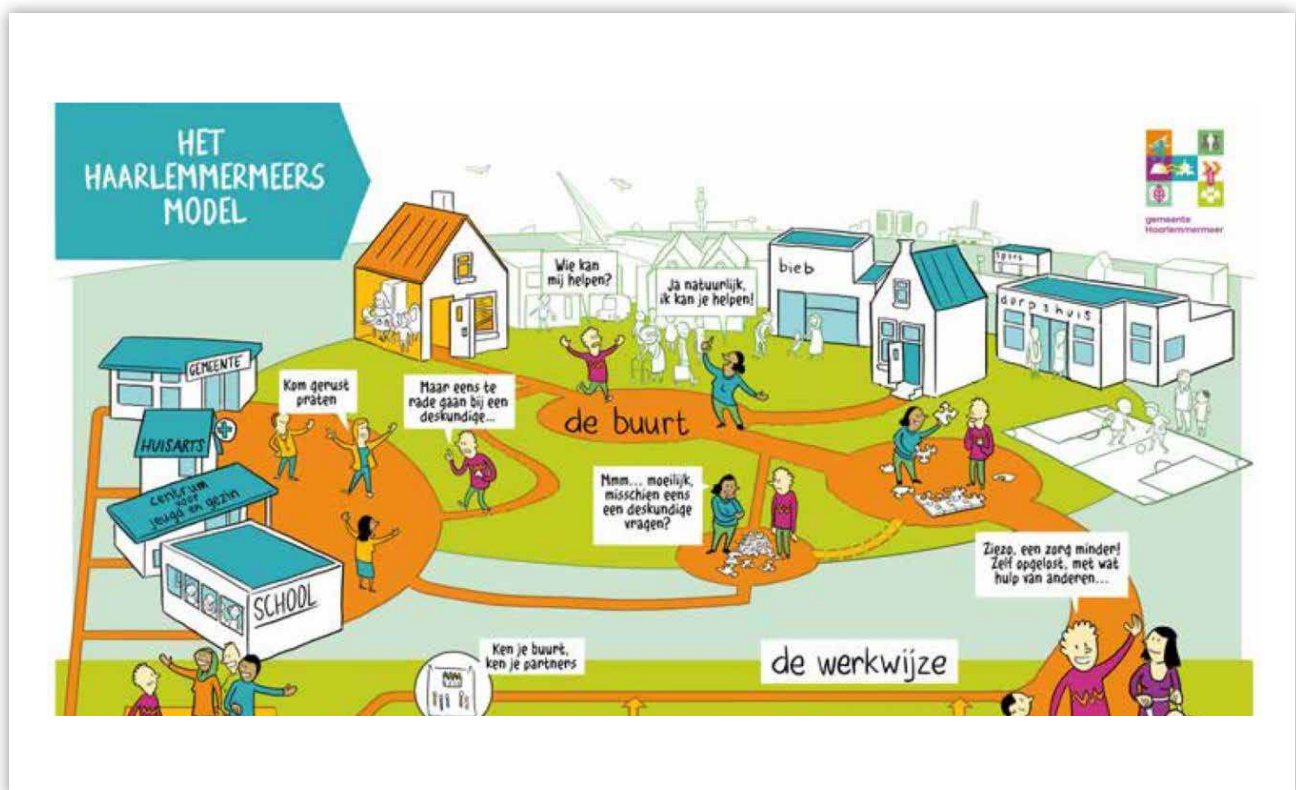 HET
HAARLEMMERMEERS
MODEL
gemeente
Haarlemmermeer
Wie kan
mij helpen?
Ja natuurlijk,
ik kan je helpen!
bieb
sport
dorpshuis
GEMEENTE
HUISARTS
centrum
voor
jeugd en gezin
SCHOOL
Kom gerust
praten
Maar eens te
rade gaan bij een
deskundige...
de buurt
Mmm... moeilijk,
misschien eens
een deskundige
vragen?
Ziezo, een zorg minder!
Zelf opgelost, met wat
hulp van anderen...
Ken je buurt,
ken je partners
de werkwijze